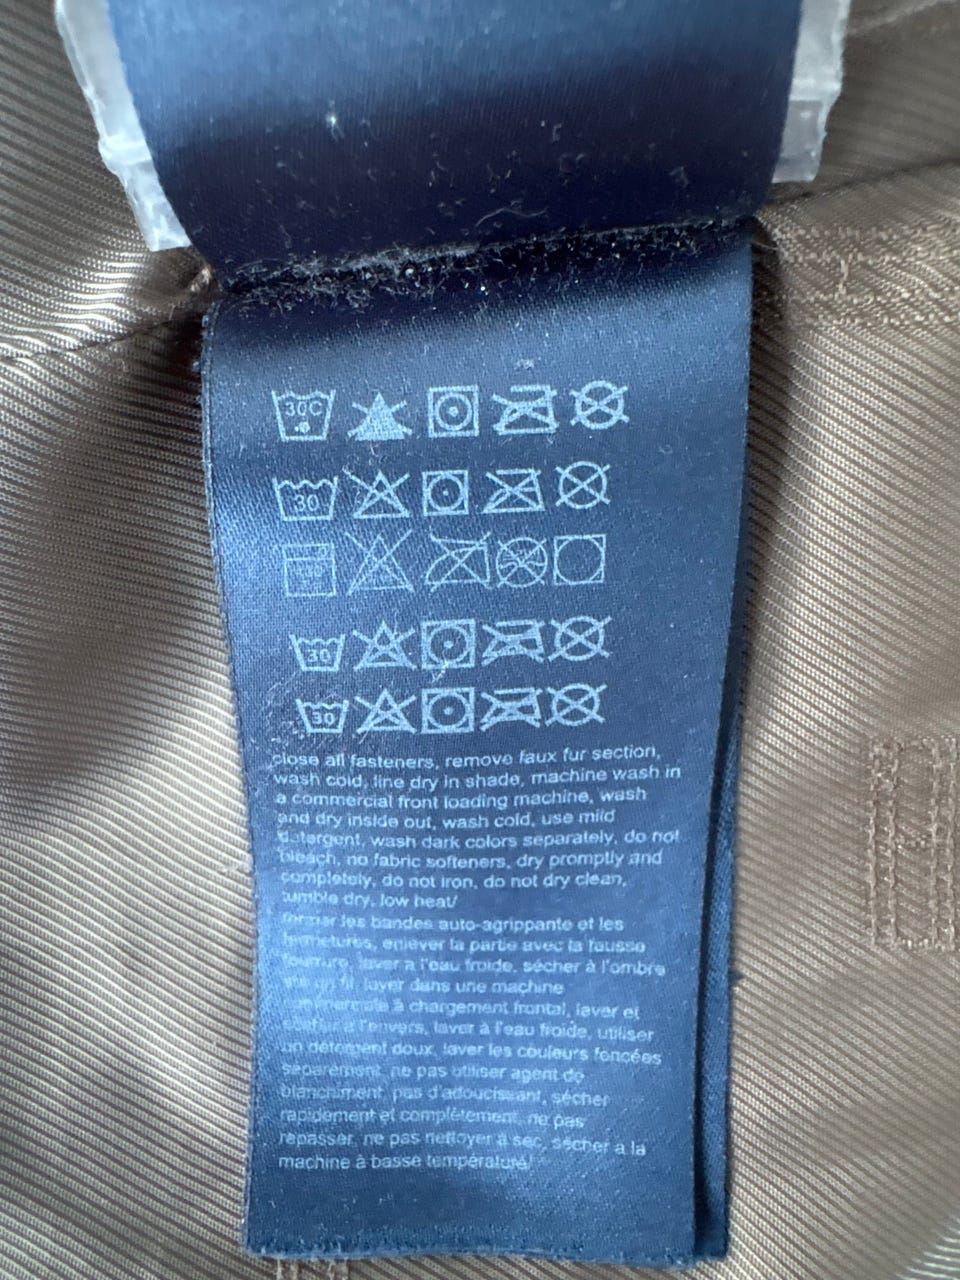 30C
30
30
30
close all fasteners, remove faux fur section,
wash cold, line dry in shade, machine wash in
a commercial front loading machine, wash
and dry inside out, wash cold, use mild
detergent, wash dark colors separately, do not
bleach, no fabric softeners, dry promptly and
completely, do not iron, do not dry clean,
tumble dry, low heat/
fermer les bandes auto-agrippante et les
fermetures, enlever la partie avec la fausse
fourrure, laver a l'eau froide, sécher à l'ombre
sur un fil, laver dans une machine
commerciale à chargement frontal, laver et
sécher à l'envers, laver à l'eau froide, utiliser
un détergent doux, laver les couleurs foncées
séparément, ne pas utiliser agent de
blanchiment, pas d'adoucissant, sécher
rapidement et complètement, ne pas
repasser, ne pas nettoyer à sec, sécher a la
machine à basse température/